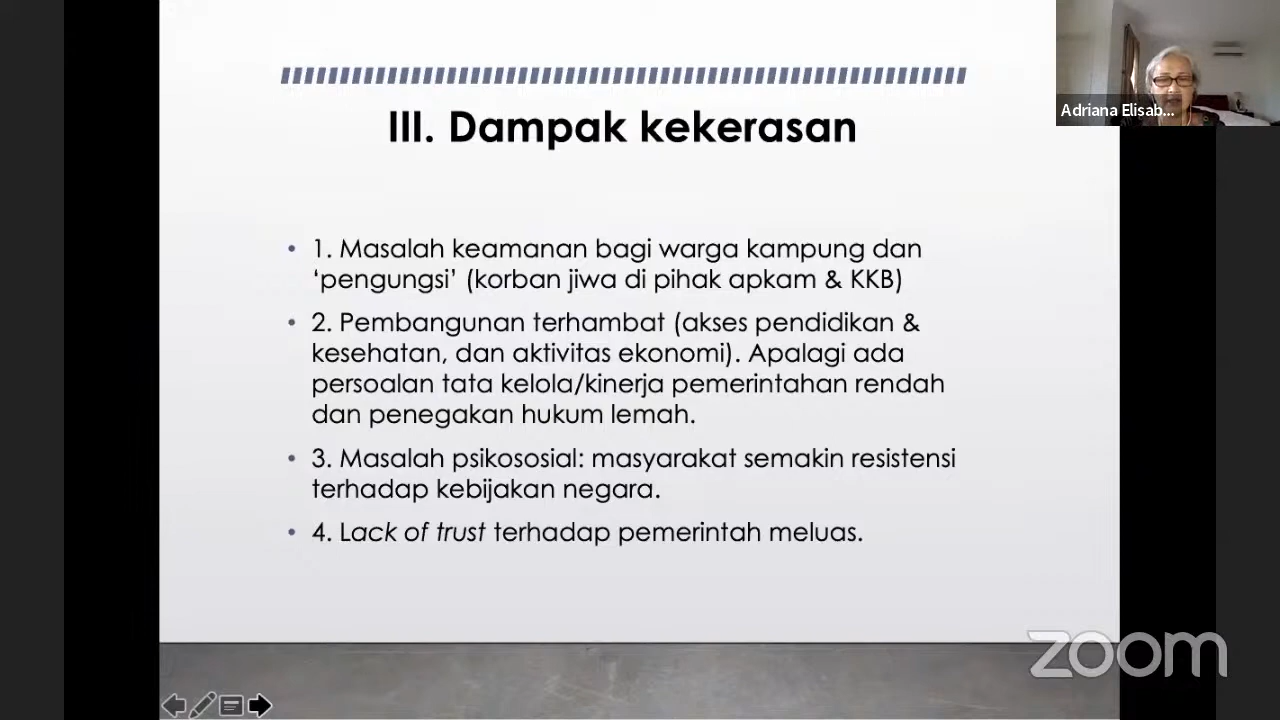 Adriana Elisab...
III. Dampak kekerasan
• 1. Masalah keamanan bagi warga kampung dan
‘pengungsi’ (korban jiwa di pihak apkam & KKB)
• 2. Pembangunan terhambat (akses pendidikan &
kesehatan, dan aktivitas ekonomi). Apalagi ada
persoalan tata kelola/kinerja pemerintahan rendah
dan penegakan hukum lemah.
• 3. Masalah psikososial: masyarakat semakin resistensi
terhadap kebijakan negara.
• 4. Lack of trust terhadap pemerintah meluas.
zoom